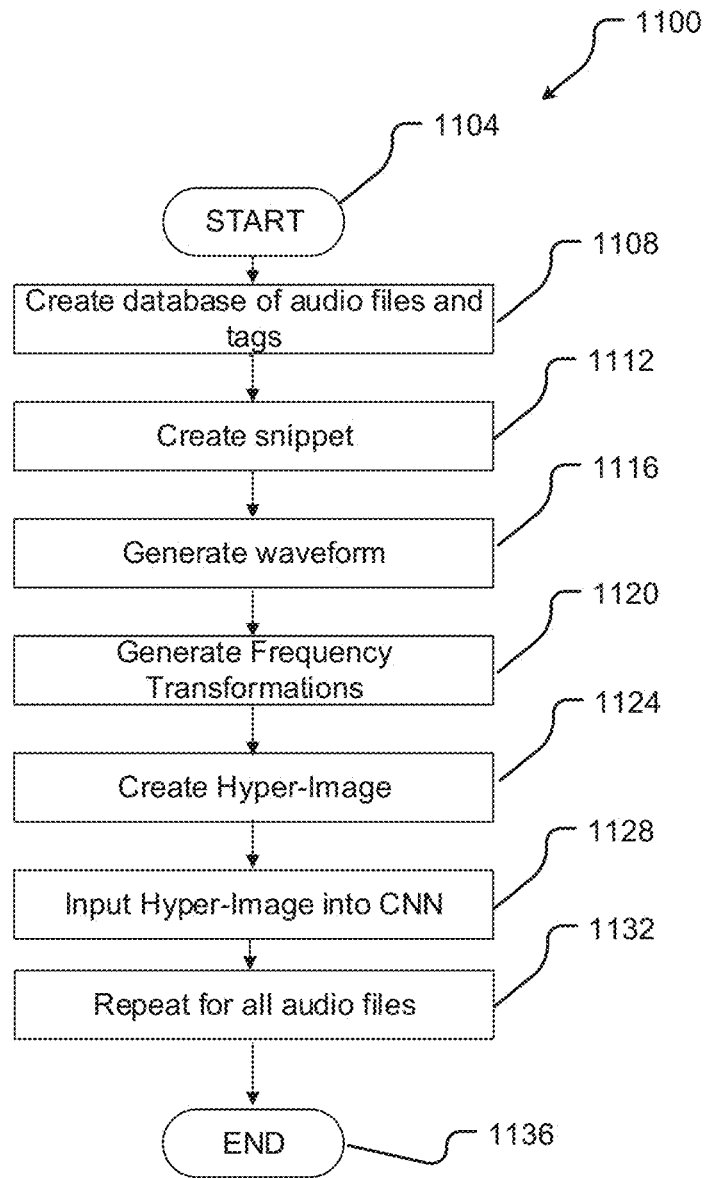 1100
1104
START
1108
Create database of audio files and
tags
1112
Create snippet
1116
Generate waveform
1120
Generate Frequency
Transformations
1124
Create Hyper-Image
1128
Input Hyper-Image into CNN
1132
Repeat for all audio files
END
1136